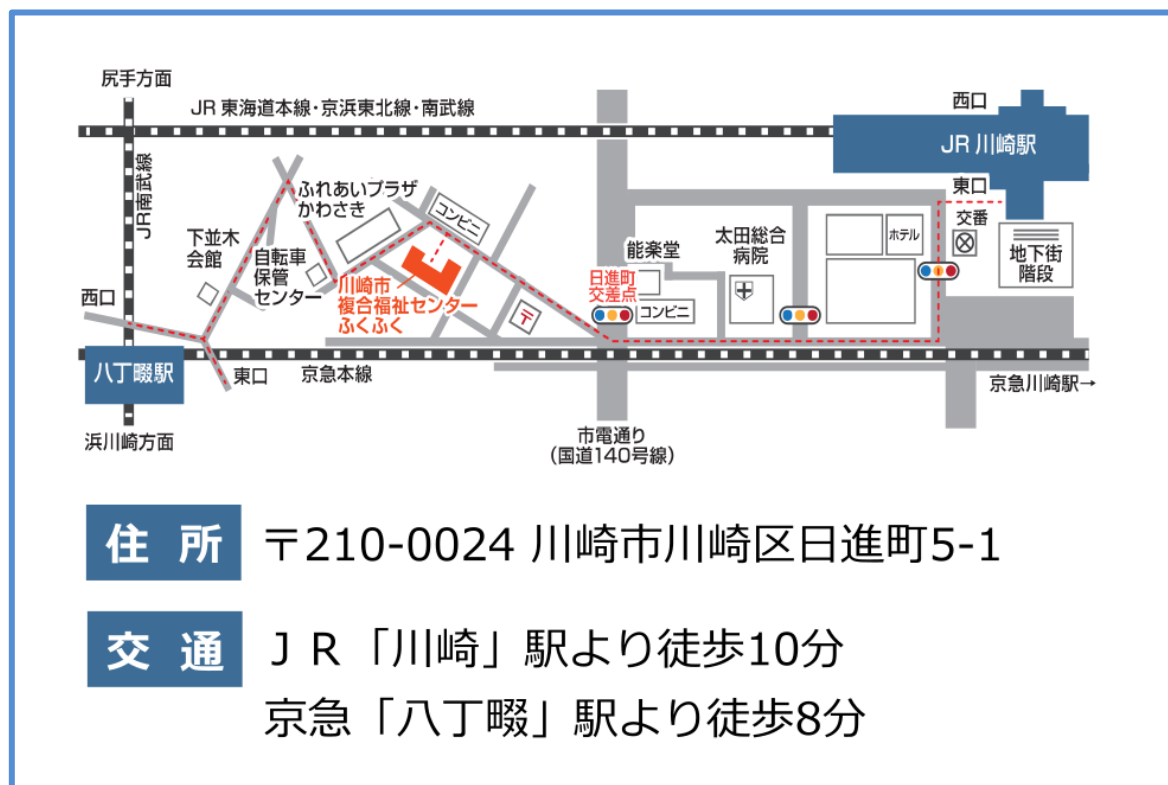 尻手方面
JR 東海道本線・京浜東北線・南武線
西口
JR 川崎駅
東口
JR南武線
ふれあいプラザ
かわさき
コンビニ
交番
下並木
会館
自転車
保管
センター
能楽堂
太田総合
病院
ホテル
地下街
階段
川崎市
複合福祉センター
ふくふく
日進町
交差点
コンビニ
〒
西口
八丁畷駅
東口
京急本線
京急川崎駅→
浜川崎方面
市電通り
(国道140号線)
住 所
〒210-0024 川崎市川崎区日進町5-1
交 通
JR「川崎」駅より徒歩10分
京急「八丁畷」駅より徒歩8分